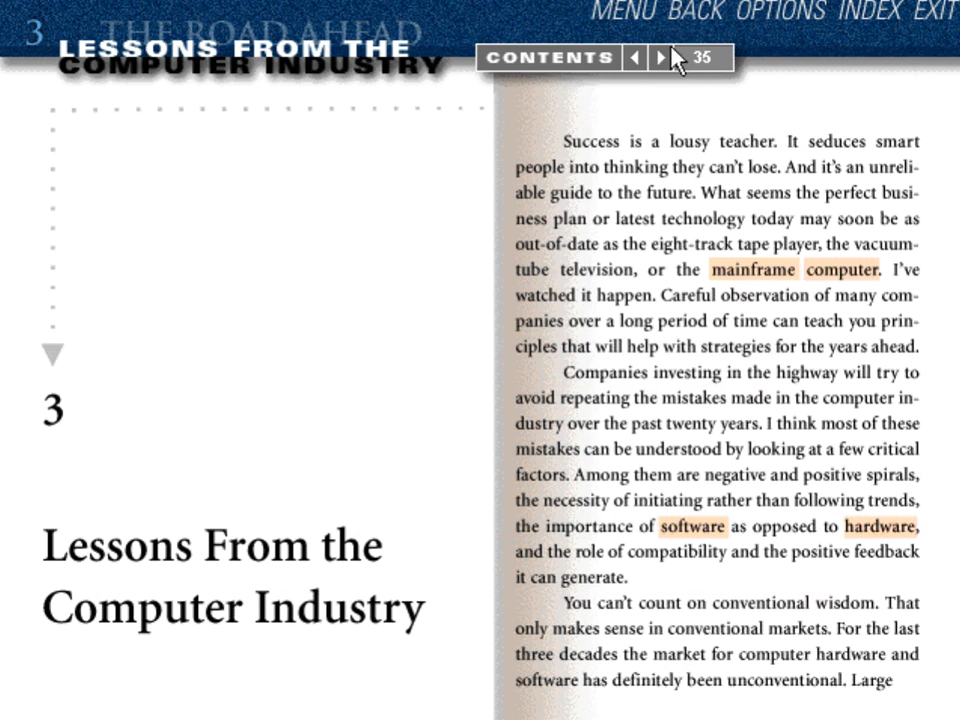 MENU BACK OPTIONS INDEX EXIT
3 THE ROAD AHEAD
LESSONS FROM THE
COMPUTER INDUSTRY
CONTENTS 35
Success is a lousy teacher. It seduces smart
people into thinking they can't lose. And it's an unreli-
able guide to the future. What seems the perfect busi-
ness plan or latest technology today may soon be as
out-of-date as the eight-track tape player, the vacuum-
tube television, or the mainframe computer. I've
watched it happen. Careful observation of many com-
panies over a long period of time can teach you prin-
ciples that will help with strategies for the years ahead.
Companies investing in the highway will try to
avoid repeating the mistakes made in the computer in-
dustry over the past twenty years. I think most of these
mistakes can be understood by looking at a few critical
factors. Among them are negative and positive spirals,
the necessity of initiating rather than following trends,
the importance of software as opposed to hardware,
and the role of compatibility and the positive feedback
it can generate.
You can't count on conventional wisdom. That
only makes sense in conventional markets. For the last
three decades the market for computer hardware and
software has definitely been unconventional. Large
3
Lessons From the
Computer Industry